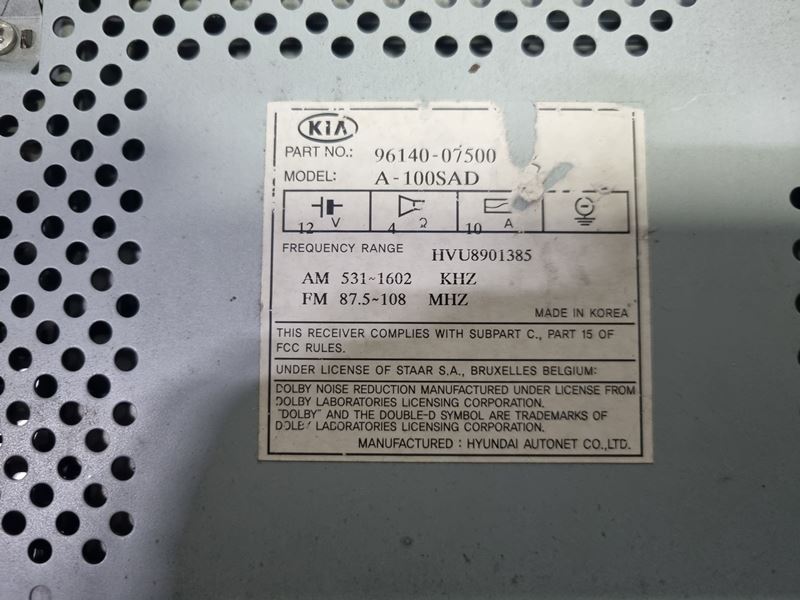 KIA
PART NO.: 96140-07500
MODEL: A-100SAD
12 V 4 Ω 10 A
FREQUENCY RANGE HVU8901385
AM 531~1602 KHZ
FM 87.5~108 MHZ
MADE IN KOREA
THIS RECEIVER COMPLIES WITH SUBPART C., PART 15 OF
FCC RULES.
UNDER LICENSE OF STAAR S.A., BRUXELLES BELGIUM:
DOLBY NOISE REDUCTION MANUFACTURED UNDER LICENSE FROM
DOLBY LABORATORIES LICENSING CORPORATION.
"DOLBY" AND THE DOUBLE-D SYMBOL ARE TRADEMARKS OF
DOLBY LABORATORIES LICENSING CORPORATION.
MANUFACTURED : HYUNDAI AUTONET CO.,LTD.